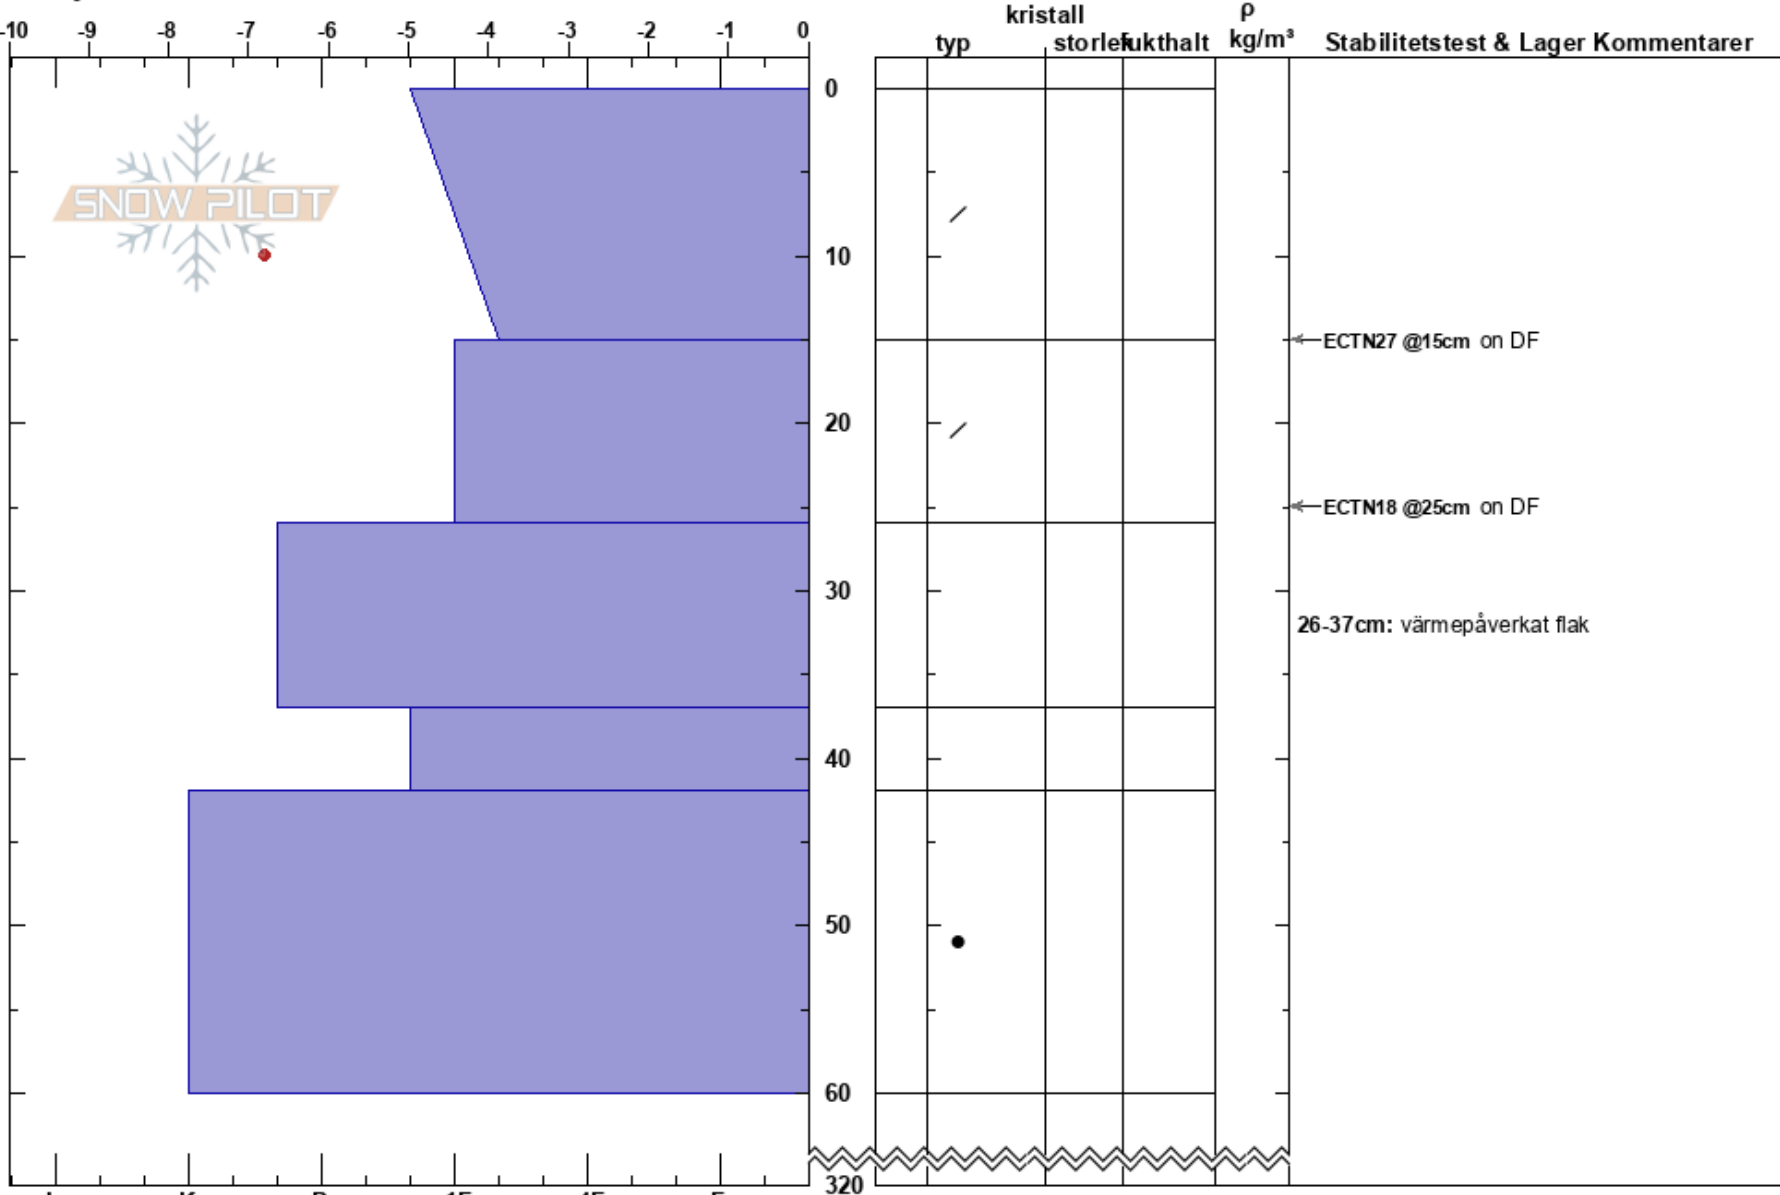 kristall ρ
-10 -9 -8 -7 -6 -5 -4 -3 -2 -1 0
typ storlek fukthalt kg/m³ Stabilitetstest & Lager Kommentarer
0
SNOW PILOT
10
ECTN27 @15cm on DF
20
ECTN18 @25cm on DF
30
26-37cm: värmepåverkat flak
40
50
60
320